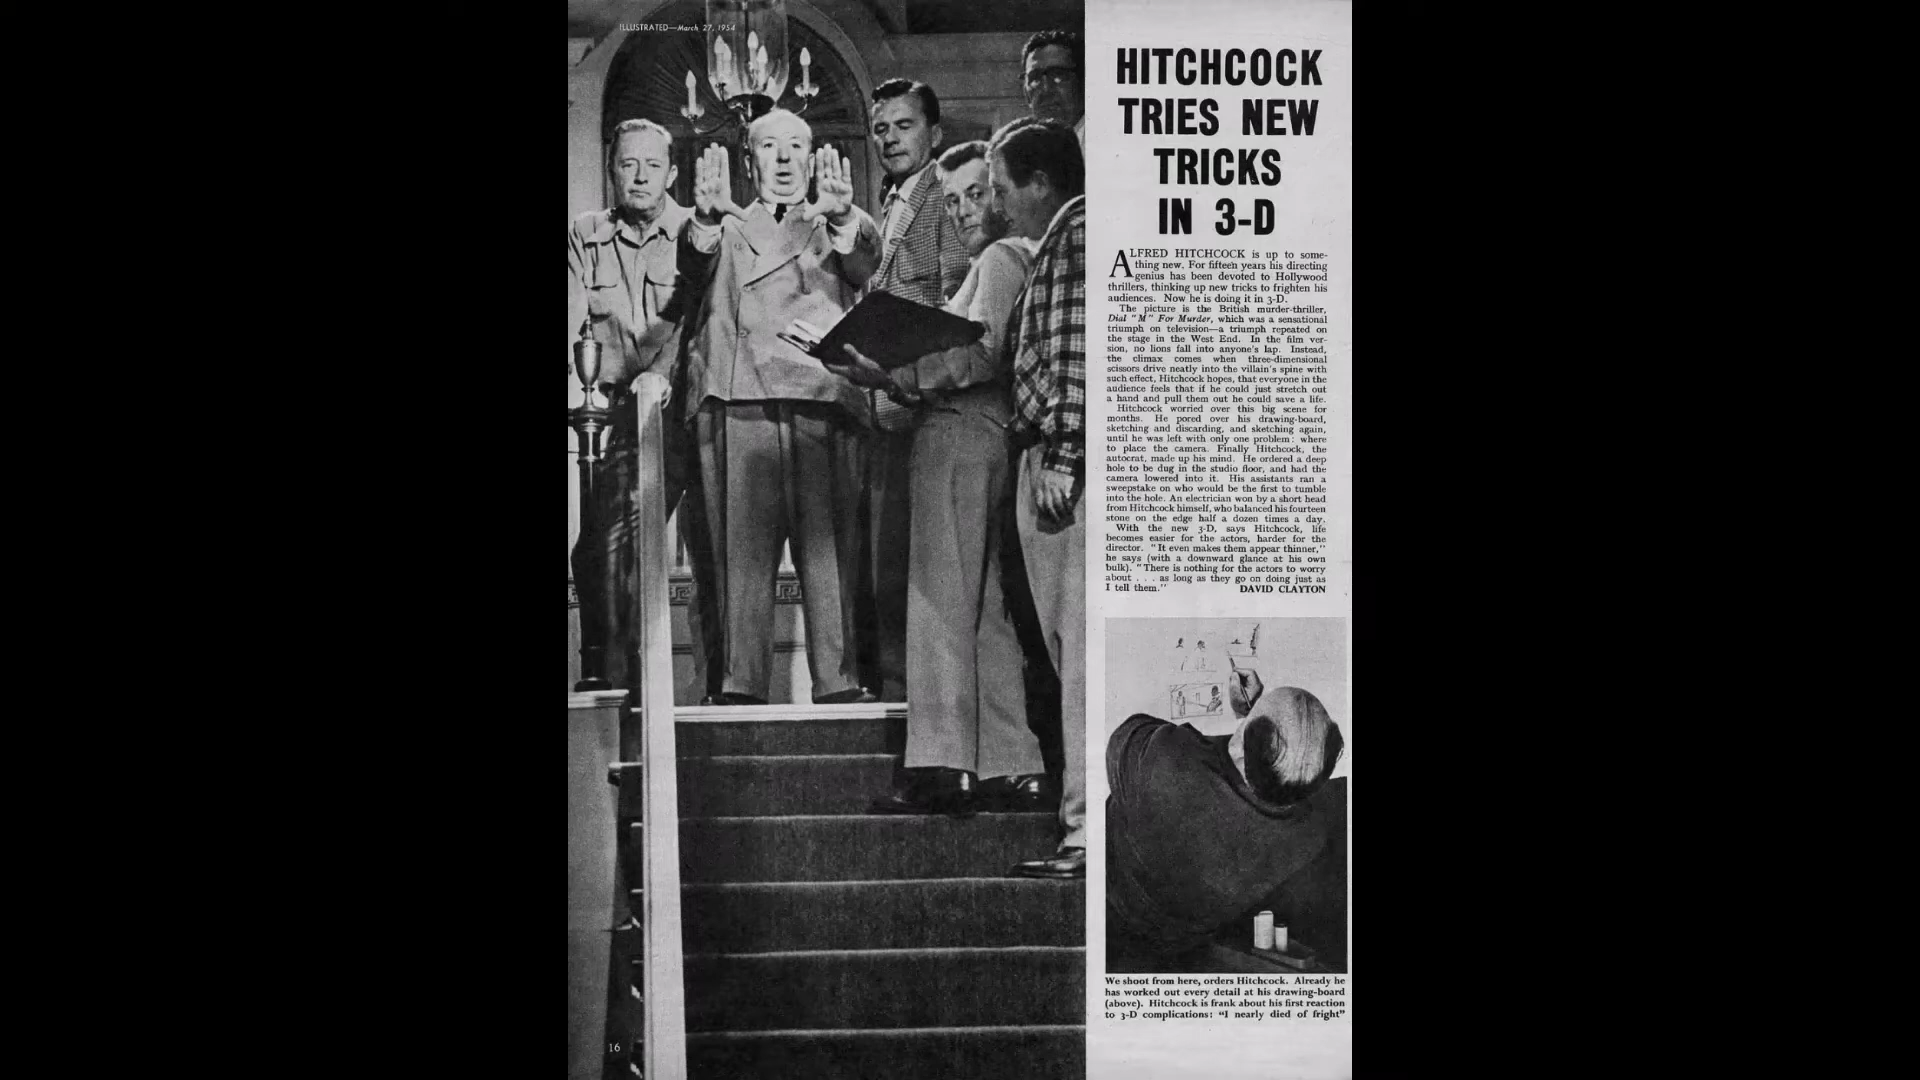 ILLUSTRATED—March 27, 1954
HITCHCOCK
TRIES NEW
TRICKS
IN 3-D
ALFRED HITCHCOCK is up to some-
thing new. For fifteen years his directing
genius has been devoted to Hollywood
thrillers, thinking up new tricks to frighten his
audiences. Now he is doing it in 3-D.
The picture is the British murder-thriller,
Dial "M" For Murder, which was a sensational
triumph on television—a triumph repeated on
the stage in the West End. In the film ver-
sion, no lions fall into anyone's lap. Instead,
the climax comes when three-dimensional
scissors drive neatly into the villain's spine with
such effect, Hitchcock hopes, that everyone in the
audience feels that if he could just stretch out
a hand and pull them out he could save a life.
Hitchcock worried over this big scene for
months. He pored over his drawing-board,
sketching and discarding, and sketching again,
until he was left with only one problem: where
to place the camera. Finally Hitchcock, the
autocrat, made up his mind. He ordered a deep
hole to be dug in the studio floor, and had the
camera lowered into it. His assistants ran a
sweepstake on who would be the first to tumble
into the hole. An electrician won by a short head
from Hitchcock himself, who balanced his fourteen
stone on the edge half a dozen times a day.
With the new 3-D, says Hitchcock, life
becomes easier for the actors, harder for the
director. "It even makes them appear thinner,"
he says (with a downward glance at his own
bulk). "There is nothing for the actors to worry
about . . . as long as they go on doing just as
I tell them." DAVID CLAYTON
We shoot from here, orders Hitchcock. Already he
has worked out every detail at his drawing-board
(above). Hitchcock is frank about his first reaction
to 3-D complications: "I nearly died of fright"
16